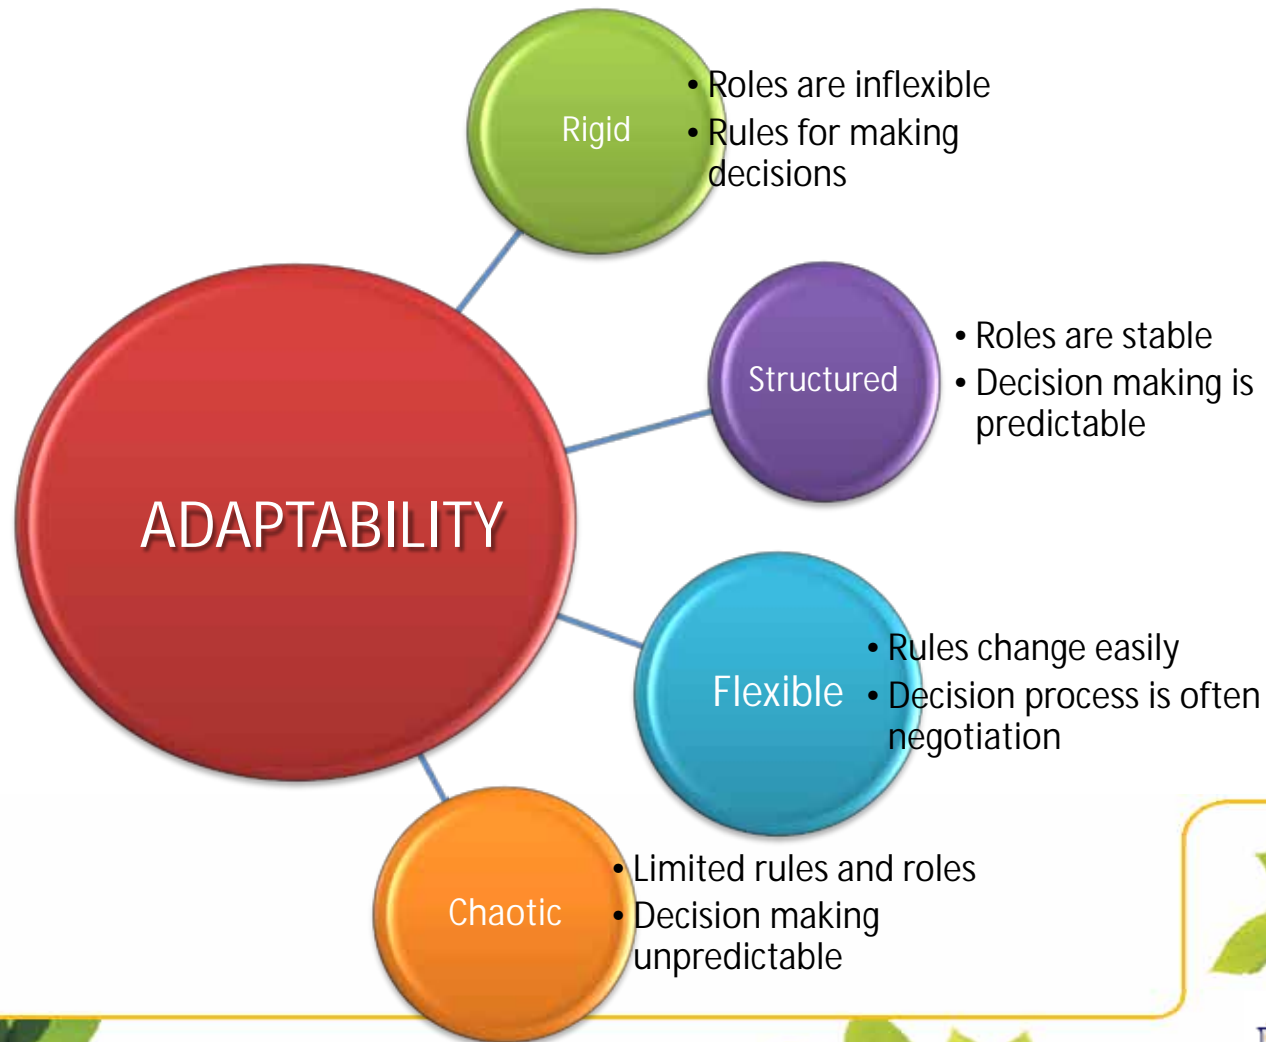 Rigid
• Roles are inflexible
• Rules for making
decisions
Structured
• Roles are stable
• Decision making is
predictable
ADAPTABILITY
Flexible
• Rules change easily
• Decision process is often
negotiation
Chaotic
• Limited rules and roles
• Decision making
unpredictable